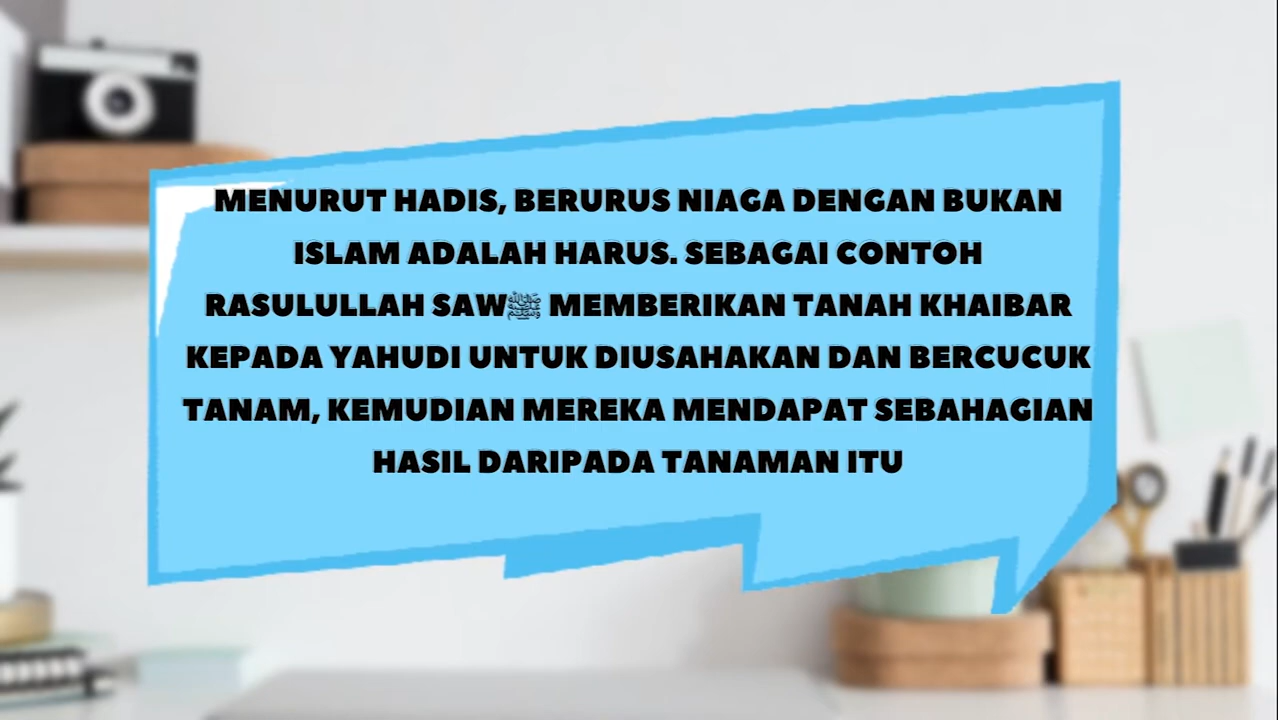 MENURUT HADIS, BERURUS NIAGA DENGAN BUKAN
ISLAM ADALAH HARUS. SEBAGAI CONTOH
RASULULLAH SAWﷺ MEMBERIKAN TANAH KHAIBAR
KEPADA YAHUDI UNTUK DIUSAHAKAN DAN BERCUCUK
TANAM, KEMUDIAN MEREKA MENDAPAT SEBAHAGIAN
HASIL DARIPADA TANAMAN ITU